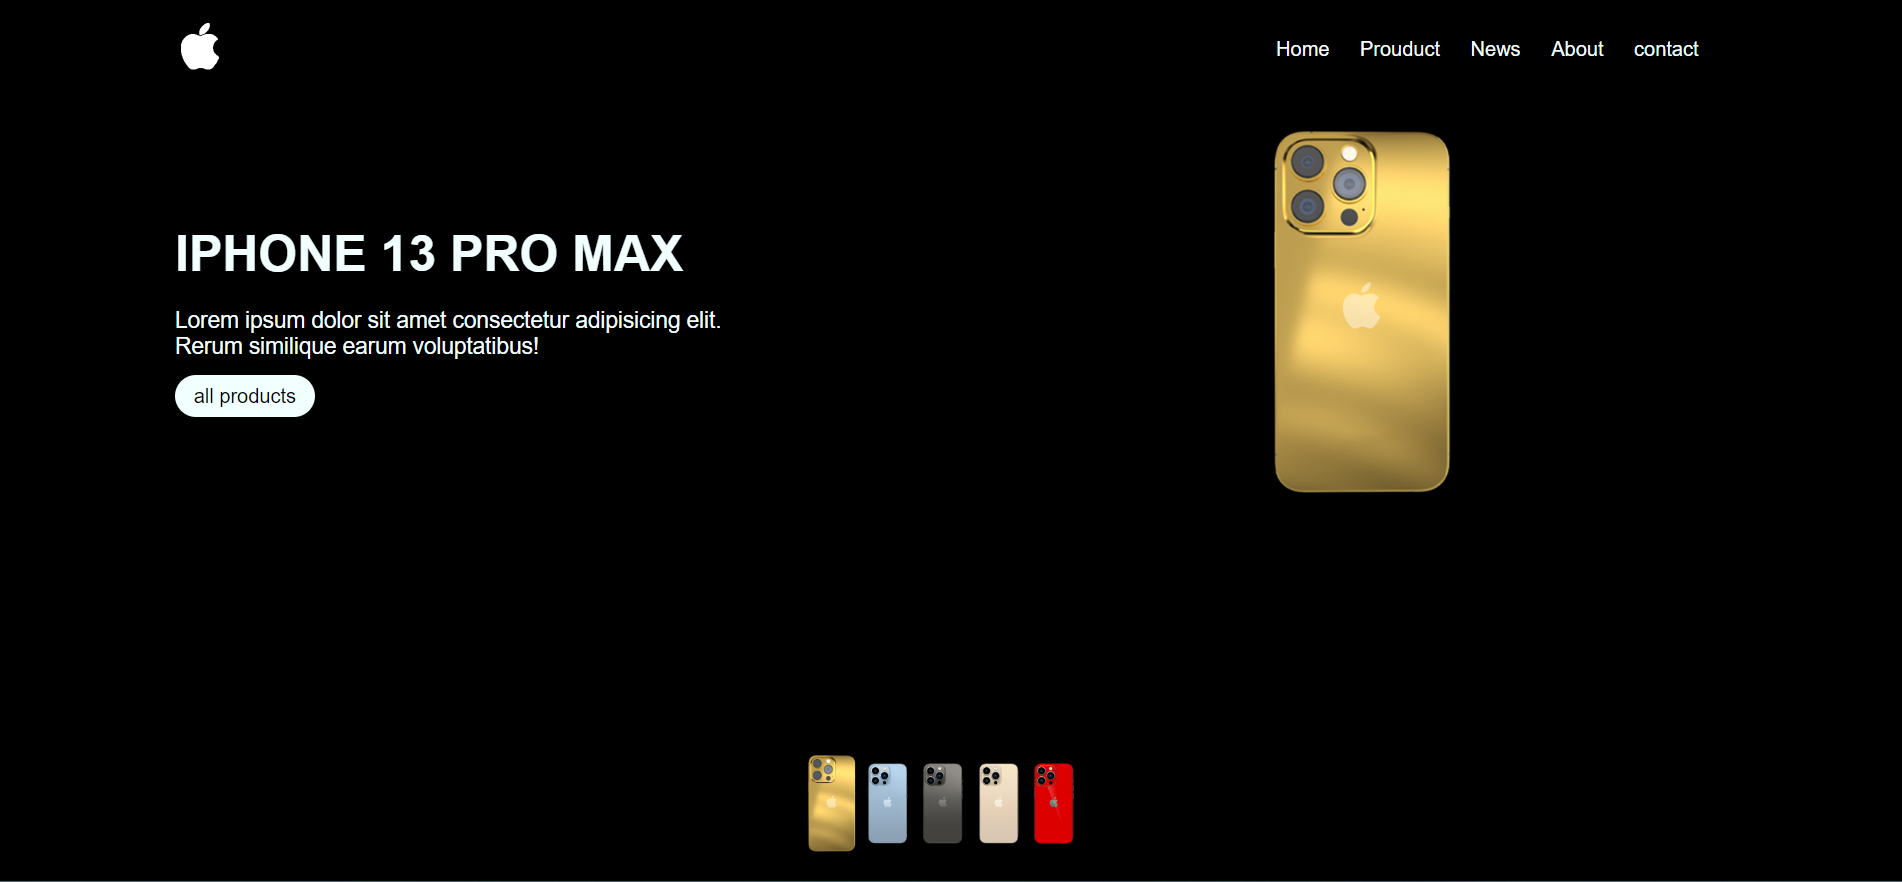 Home Prouduct News About contact
IPHONE 13 PRO MAX
Lorem ipsum dolor sit amet consectetur adipisicing elit.
Rerum similique earum voluptatibus!
all products